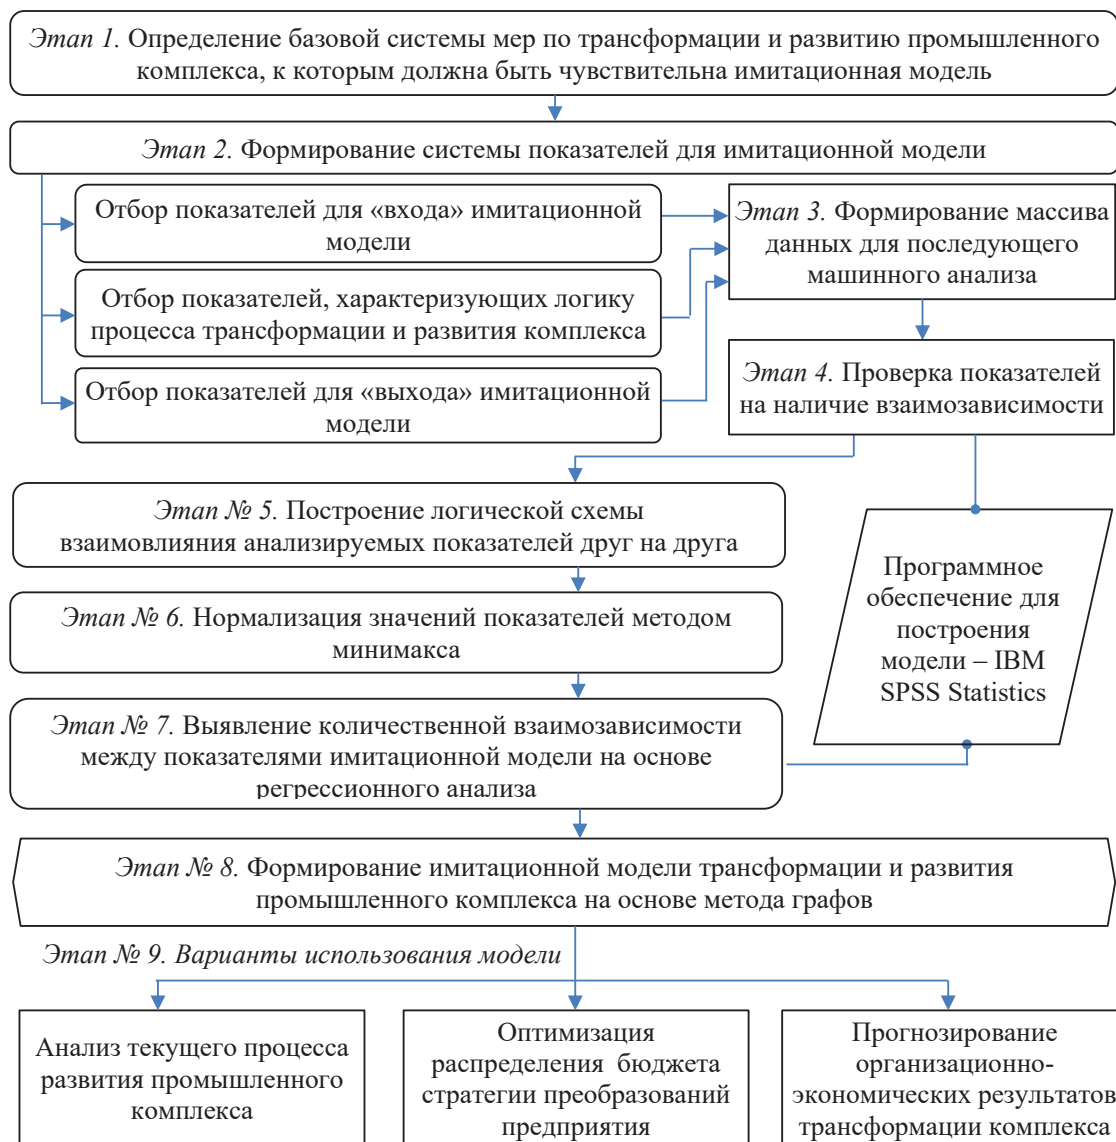 Этап 1. Определение базовой системы мер по трансформации и развитию промышленного
комплекса, к которым должна быть чувствительна имитационная модель
Этап 2. Формирование системы показателей для имитационной модели
Отбор показателей для «входа» имитационной
модели
Отбор показателей, характеризующих логику
процесса трансформации и развития комплекса
Отбор показателей для «выхода» имитационной
модели
Этап 3. Формирование массива
данных для последующего
машинного анализа
Этап 4. Проверка показателей
на наличие взаимозависимости
Этап № 5. Построение логической схемы
взаимовлияния анализируемых показателей друг на друга
Этап № 6. Нормализация значений показателей методом
минимакса
Этап № 7. Выявление количественной взаимозависимости
между показателями имитационной модели на основе
регрессионного анализа
Программное
обеспечение для
построения
модели – IBM
SPSS Statistics
Этап № 8. Формирование имитационной модели трансформации и развития
промышленного комплекса на основе метода графов
Этап № 9. Варианты использования модели
Анализ текущего процесса
развития промышленного
комплекса
Оптимизация
распределения бюджета
стратегии преобразований
предприятия
Прогнозирование
организационно-
экономических результатов
трансформации комплекса